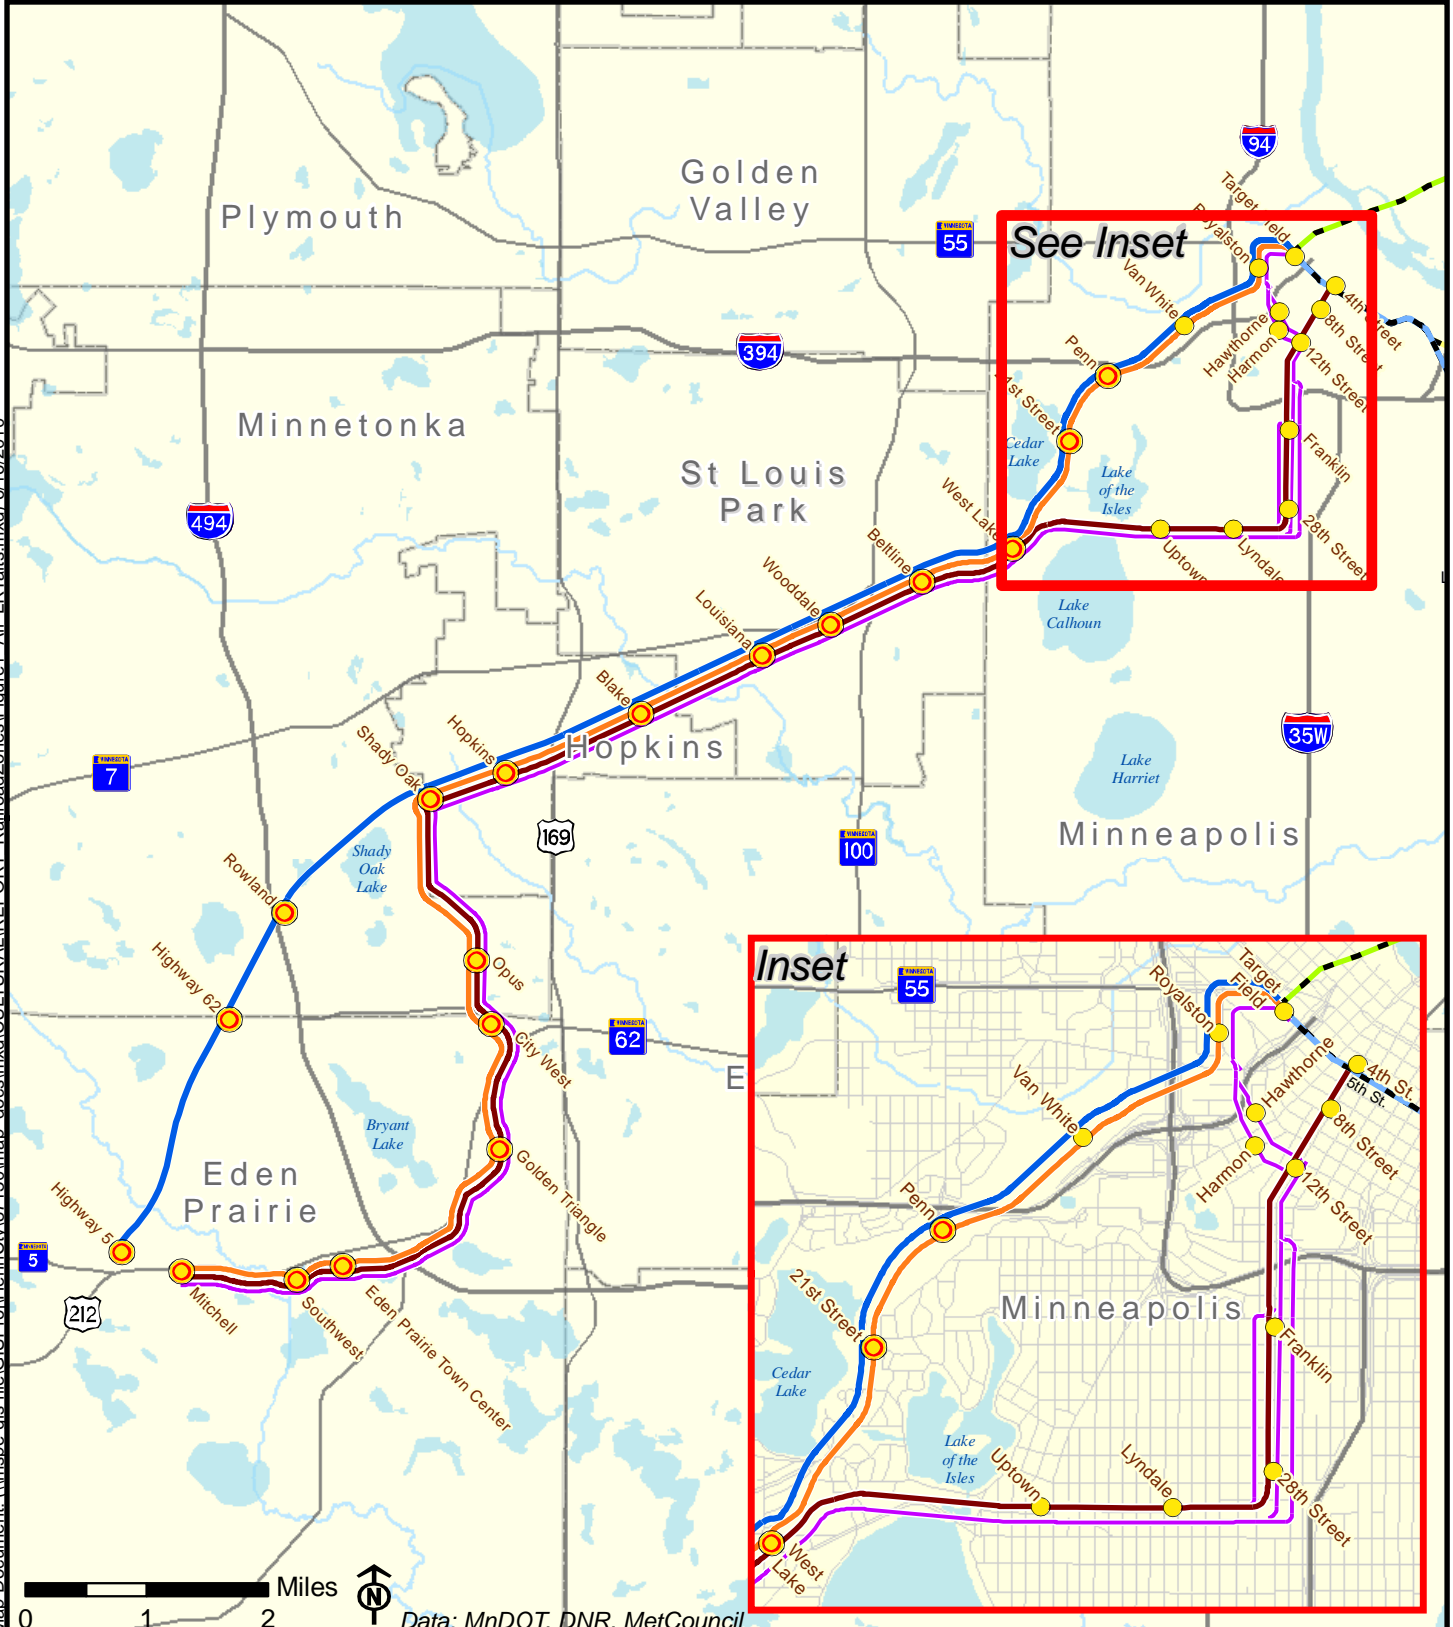 94
Golden
Valley
Plymouth
55
See Inset
Target Field
Royalston
Van White
4th Street
8th Street
Hawthorne
Harmon
12th Street
394
Penn
21st Street
Minnetonka
St Louis
Park
Cedar
Lake
Lake
of the
Isles
Franklin
494
West Lake
28th Street
Uptown
Lyndale
Beltline
Wooddale
Louisiana
Lake
Calhoun
Blake
Hopkins
Hopkins
Shady Oak
35W
7
Lake
Harriet
169
MINNESOTA
100
Minneapolis
Shady
Oak
Lake
Rowland
Highway 62
Opus
City West
MINNESOTA
62
E
Bryant
Lake
Golden Triangle
Eden
Prairie
Highway 5
5
212
Mitchell
Southwest
Eden Prairie Town Center
Miles
0 1 2
N
Data: MnDOT, DNR, MetCouncil
Inset
55
Target
Field
Royalston
Hawthorne
4th St.
5th St.
Van White
8th Street
Harmon
12th Street
Penn
21st Street
Minneapolis
Franklin
Cedar
Lake
Lake
of the
Isles
Uptown
Lyndale
28th Street
West
Lake